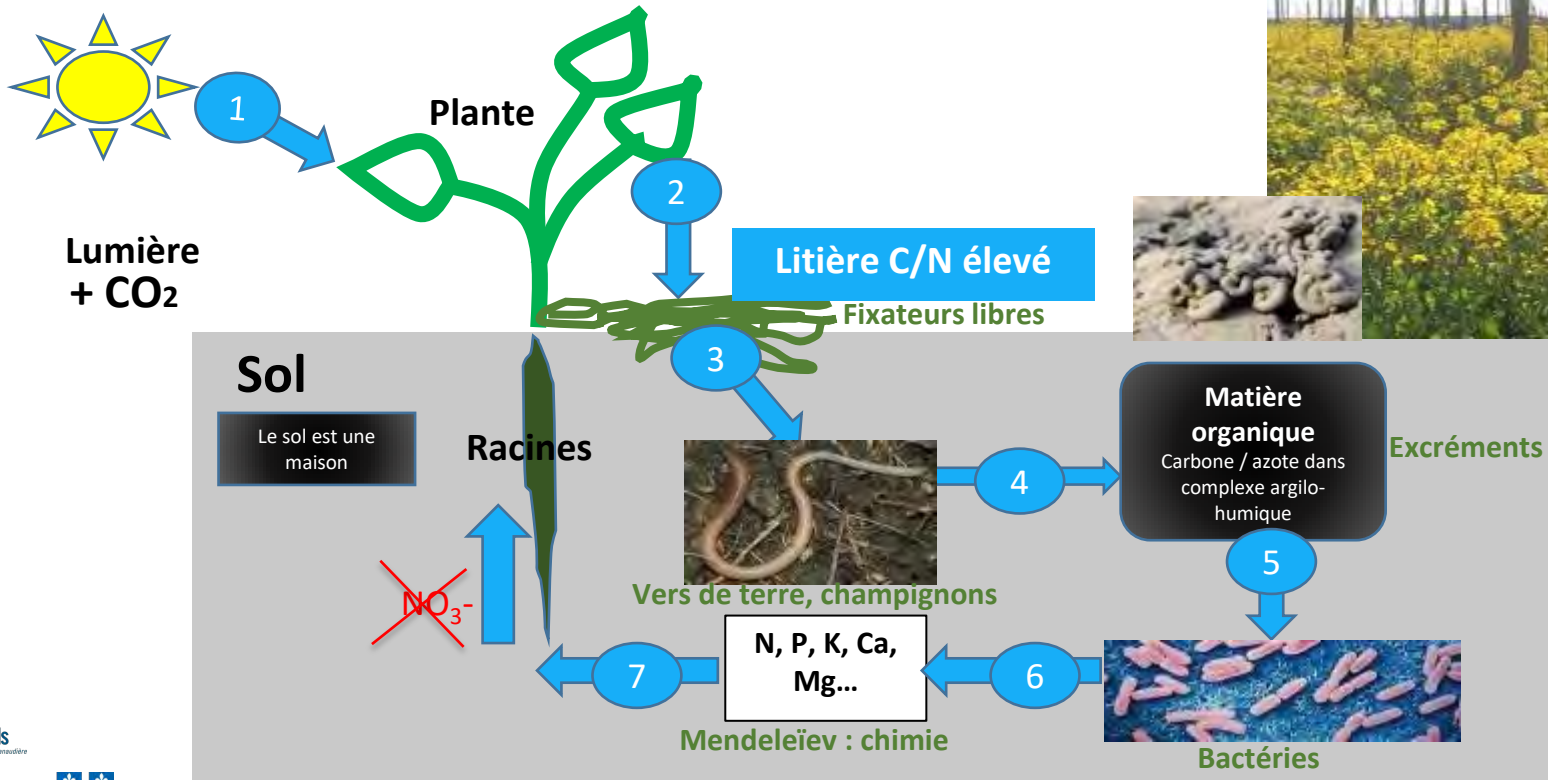 1
Plante
2
Lumière
+ CO2
Litière C/N élevé
Fixateurs libres
Sol
3
Le sol est une
maison
Racines
Matière
organique
Carbone / azote dans
complexe argilo-
humique
Excréments
4
5
NO3-
Vers de terre, champignons
N, P, K, Ca,
Mg…
7
6
Mendeleïev : chimie
Bactéries